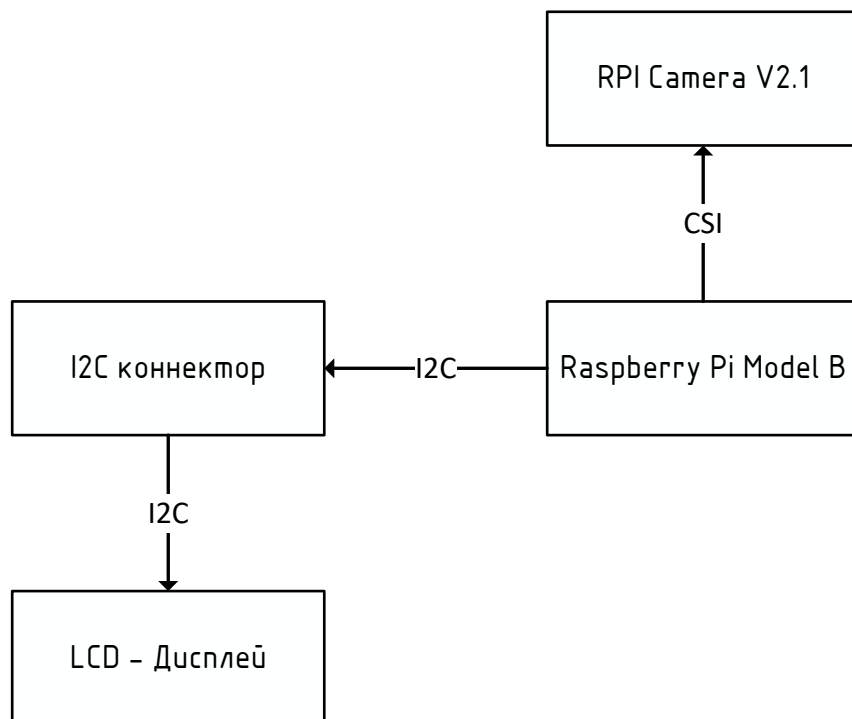 RPI Camera V2.1
CSI
I2C коннектор
I2C
Raspberry Pi Model B
I2C
LCD - Дисплей